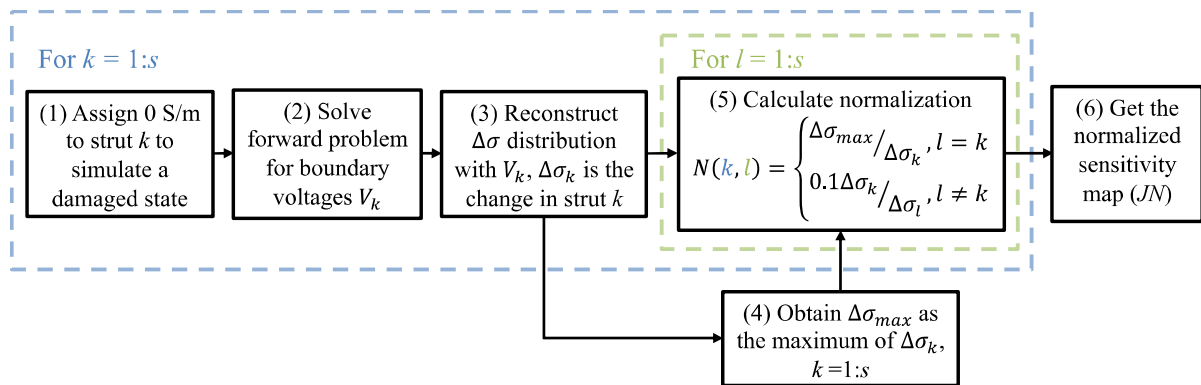 For k = 1:s
For l = 1:s
(1) Assign 0 S/m
to strut k to
simulate a
damaged state
(2) Solve
forward problem
for boundary
voltages V_k
(3) Reconstruct
Δσ distribution
with V_k, Δσ_k is the
change in strut k
(5) Calculate normalization
N(k, l) = { Δσ_max/Δσ_k , l = k
0.1Δσ_k/Δσ_l , l ≠ k
(6) Get the
normalized
sensitivity
map (JN)
(4) Obtain Δσ_max as
the maximum of Δσ_k,
k =1:s